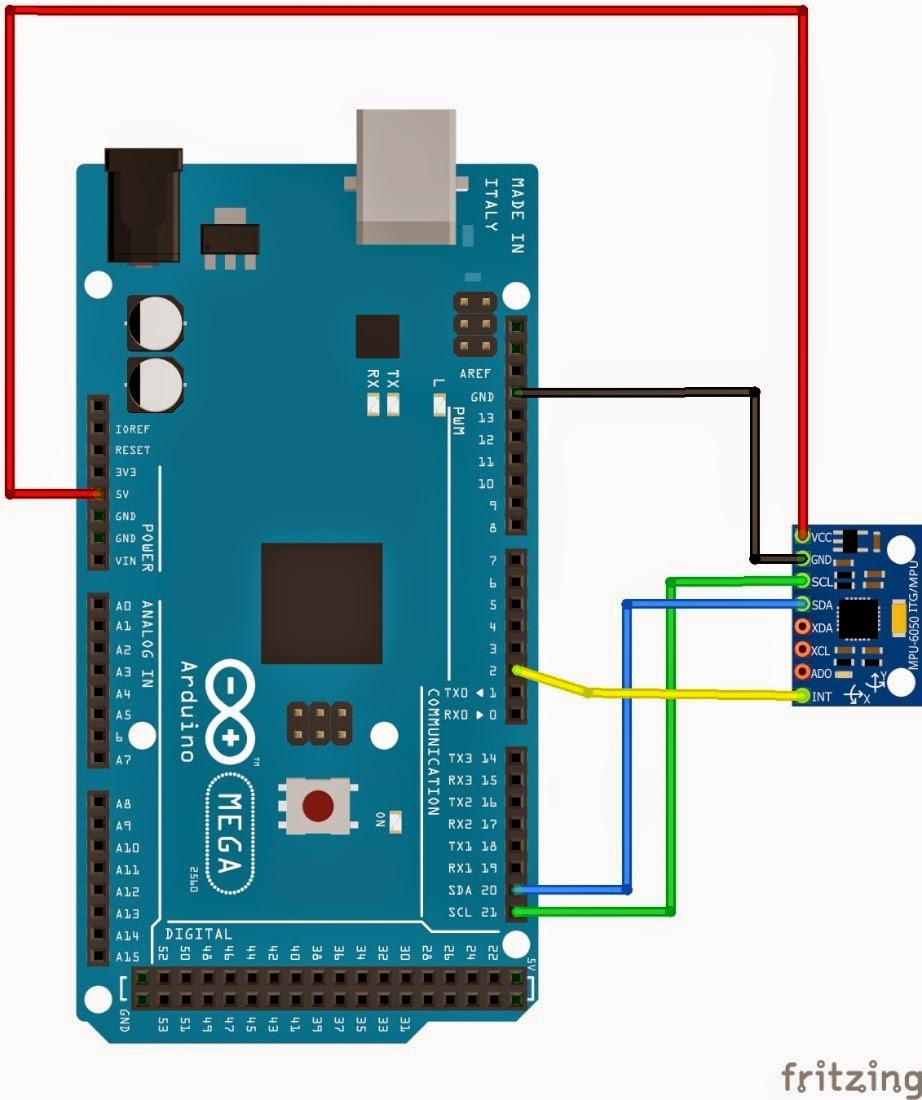 MADE IN
ITALY
AREF
GND
13
12
11
10
9
8
RX
TX
L
PWM
IOREF
RESET
3V3
5V
GND
GND
VIN
POWER
7
6
5
4
3
2
TX0 ◄ 1
RX0 ► 0
A0
A1
A2
A3
A4
A5
6
A7
ANALOG IN
Arduino
TM
MEGA
2560
ON
COMMUNICATION
TX3 14
RX3 15
TX2 16
RX2 17
TX1 18
RX1 19
SDA 20
SCL 21
A8
A9
A10
A11
A12
A13
A14
A15
DIGITAL
52 50 48 44 42 40 38 36 34 32 30 28 26 24 22
5V
GND
53 51 49 47 45 43 41 39 37 35 33 31
VCC
GND
SCL
SDA
XDA
XCL
AD0
INT
MPU-6050 ITG/MPU
Y
X
fritzing